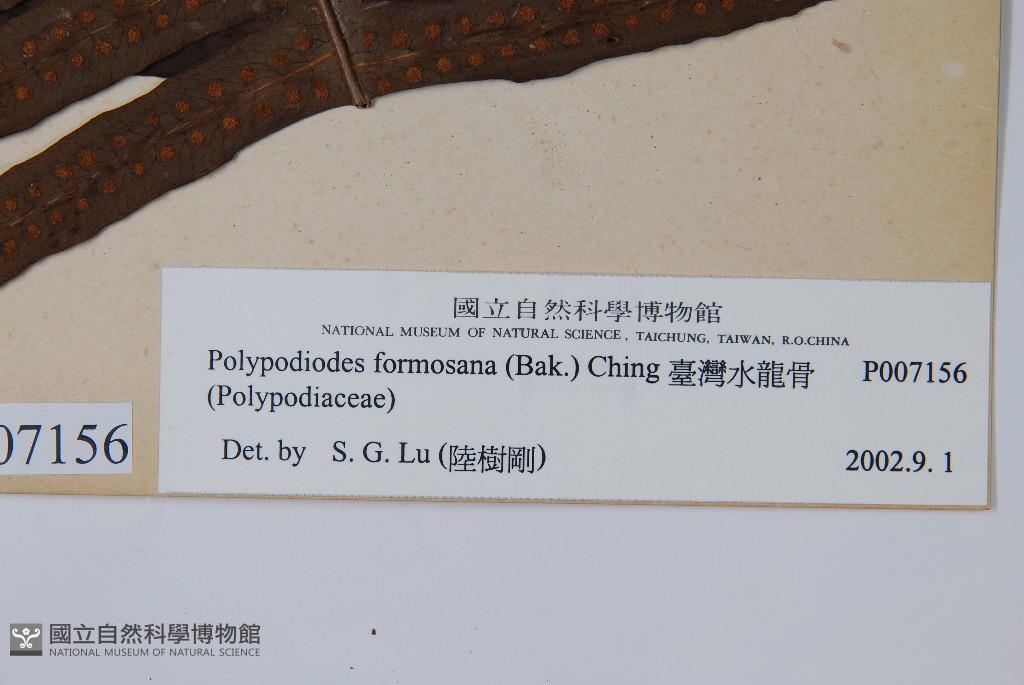 國立自然科學博物館
NATIONAL MUSEUM OF NATURAL SCIENCE, TAICHUNG, TAIWAN, R.O.CHINA
Polypodiodes formosana (Bak.) Ching 臺灣水龍骨 P007156
(Polypodiaceae)
Det. by S. G. Lu (陸樹剛) 2002.9. 1
07156
國立自然科學博物館
NATIONAL MUSEUM OF NATURAL SCIENCE